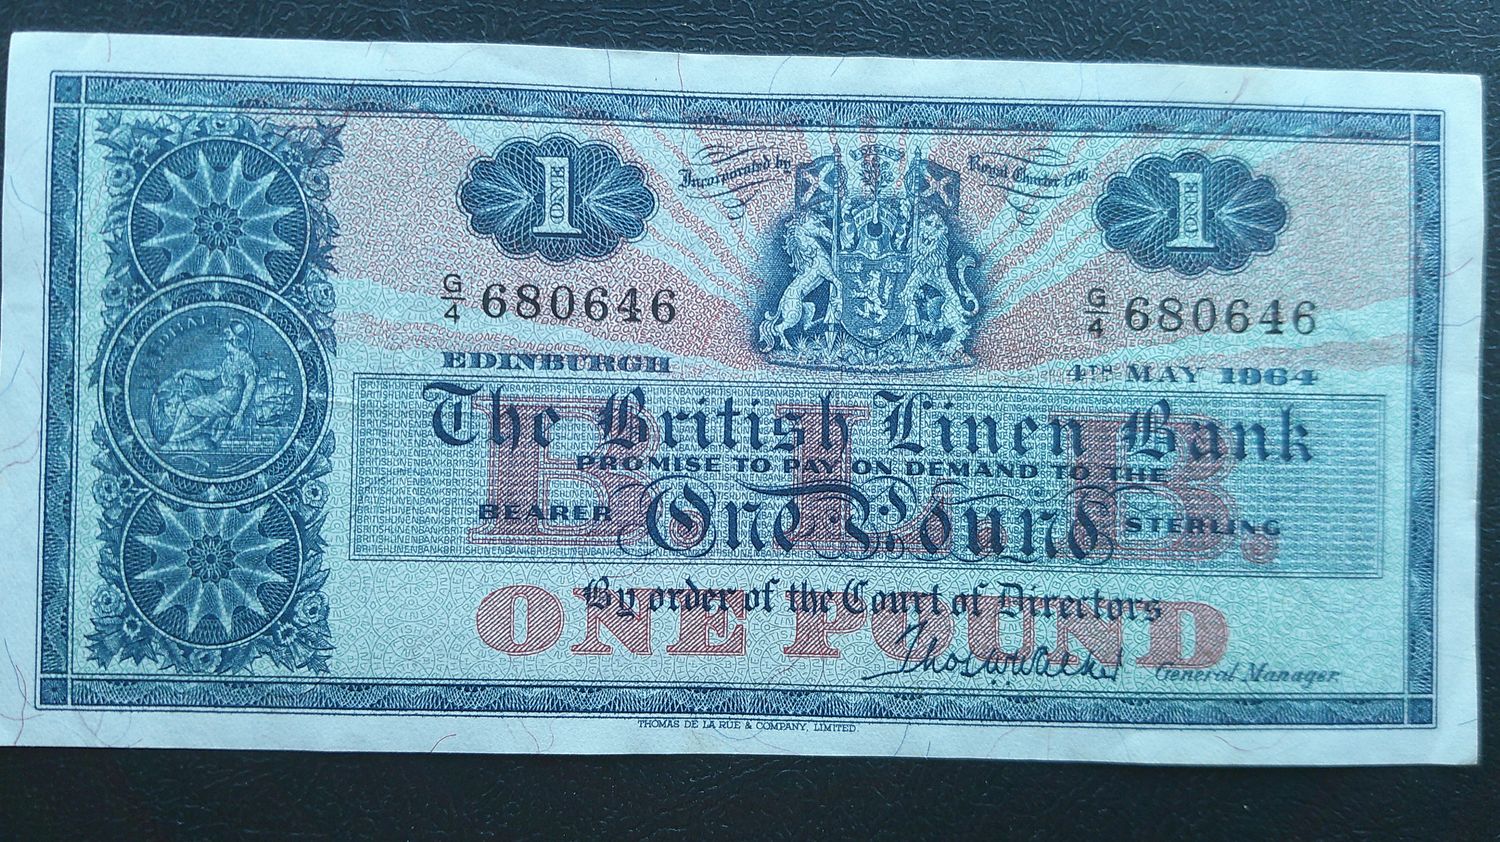 1
ONE
Incorporated by Royal Charter 1746
1
ONE
G/4 680646
G/4 680646
EDINBURGH
4TH MAY 1964
The British Linen Bank
PROMISE TO PAY ON DEMAND TO THE
BEARER One Pound STERLING
B.L.B.
By order of the Court of Directors
ONE POUND
General Manager
THOMAS DE LA RUE & COMPANY, LIMITED.